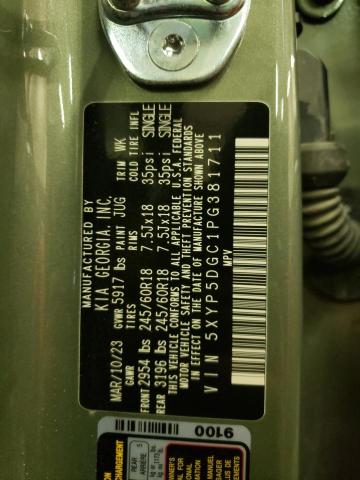 MANUFACTURED BY
KIA GEORGIA, INC.
MAR/10/23 GVWR 5917 lbs PAINT JUG TRIM WK
GAWR TIRES RIMS COLD TIRE INFL
FRONT 2954 lbs 245/60R18 7.5JX18 35psi SINGLE
REAR 3196 lbs 245/60R18 7.5JX18 35psi SINGLE
THIS VEHICLE CONFORMS TO ALL APPLICABLE U.S.A. FEDERAL
MOTOR VEHICLE SAFETY AND THEFT PREVENTION STANDARDS
IN EFFECT ON THE DATE OF MANUFACTURE SHOWN ABOVE
VIN 5XYP5DGC1PG381711
MPV
9100
REAR
ARRIÈRE
MANUEL